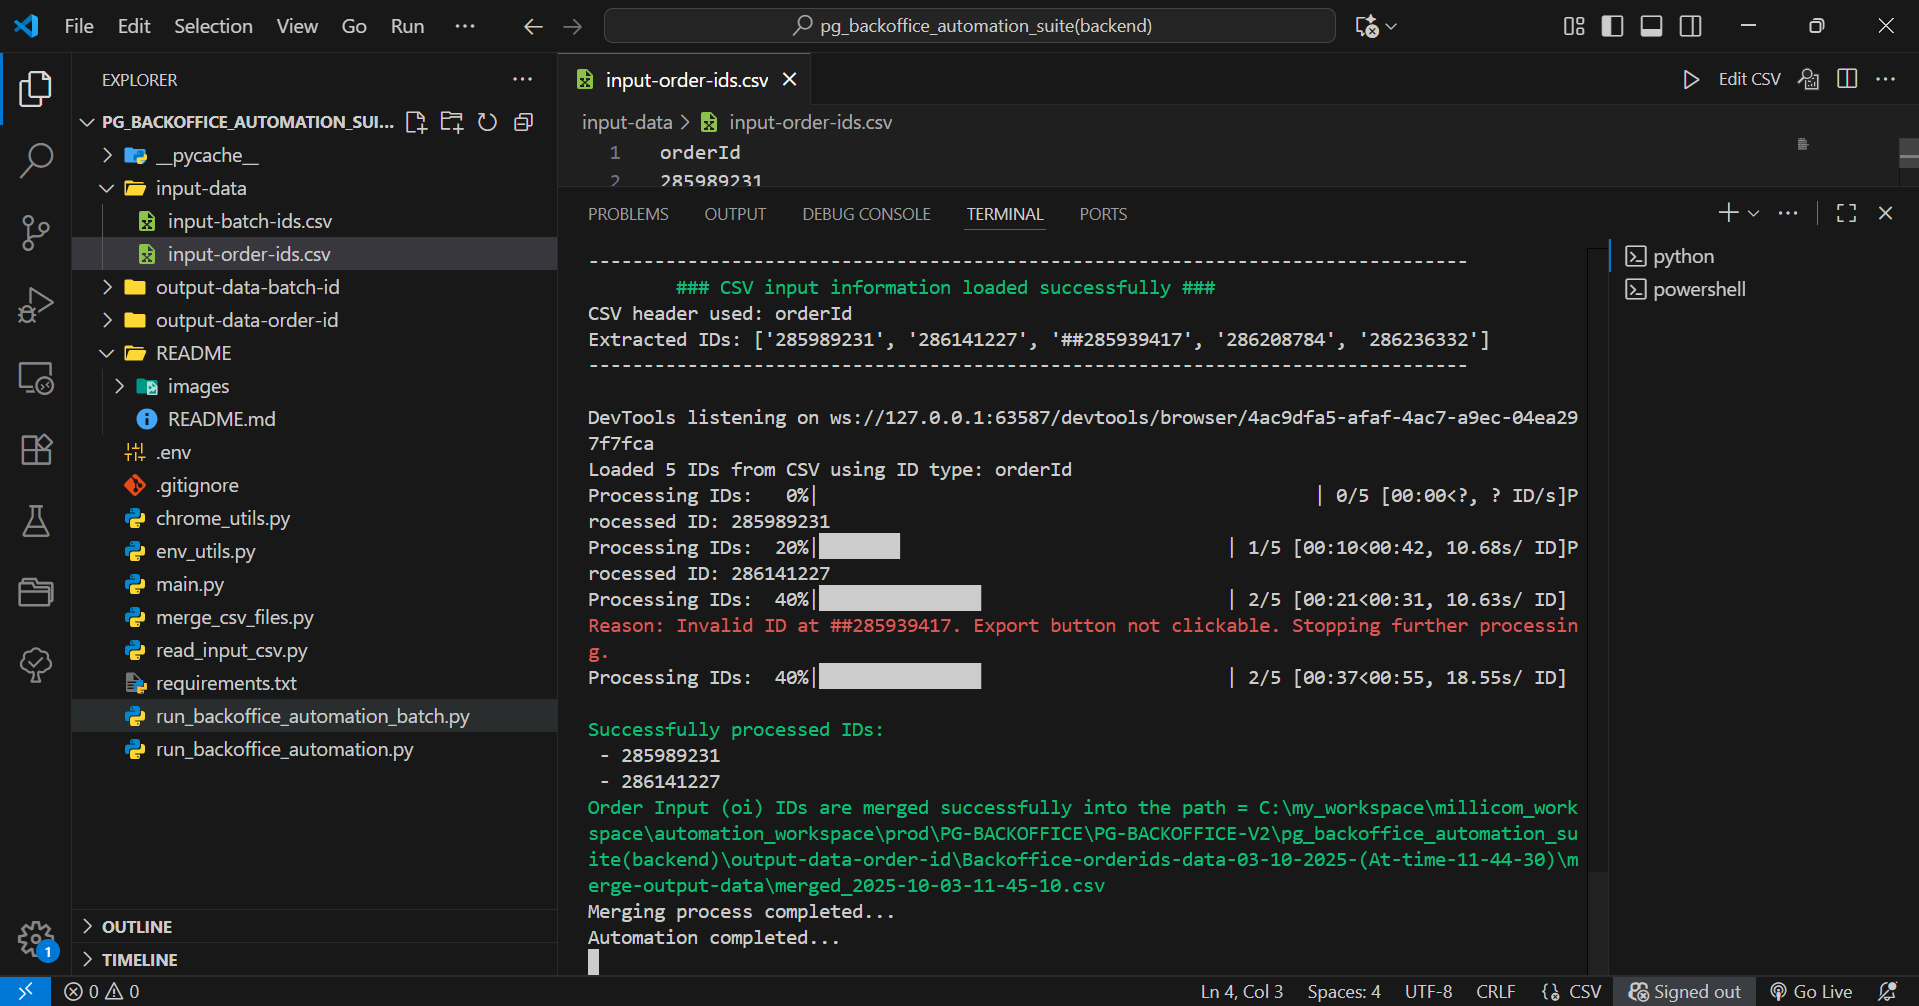 File Edit Selection View Go Run ··· pg_backoffice_automation_suite(backend)
EXPLORER
PG_BACKOFFICE_AUTOMATION_SUI...
__pycache__
input-data
input-batch-ids.csv
input-order-ids.csv
output-data-batch-id
output-data-order-id
README
images
README.md
.env
.gitignore
chrome_utils.py
env_utils.py
main.py
merge_csv_files.py
read_input_csv.py
requirements.txt
run_backoffice_automation_batch.py
run_backoffice_automation.py
OUTLINE
TIMELINE
1
input-order-ids.csv
Edit CSV
input-data > input-order-ids.csv
1 orderId
2 285989231
PROBLEMS OUTPUT DEBUG CONSOLE TERMINAL PORTS
--------------------------------------------------------------------------------
### CSV input information loaded successfully ###
CSV header used: orderId
Extracted IDs: ['285989231', '286141227', '##285939417', '286208784', '286236332']
--------------------------------------------------------------------------------
DevTools listening on ws://127.0.0.1:63587/devtools/browser/4ac9dfa5-afaf-4ac7-a9ec-04ea29
7f7fca
Loaded 5 IDs from CSV using ID type: orderId
Processing IDs:   0%| | 0/5 [00:00<?, ? ID/s]P
rocessed ID: 285989231
Processing IDs:  20%| | 1/5 [00:10<00:42, 10.68s/ ID]P
rocessed ID: 286141227
Processing IDs:  40%| | 2/5 [00:21<00:31, 10.63s/ ID]
Reason: Invalid ID at ##285939417. Export button not clickable. Stopping further processin
g.
Processing IDs:  40%| | 2/5 [00:37<00:55, 18.55s/ ID]
Successfully processed IDs:
- 285989231
- 286141227
Order Input (oi) IDs are merged successfully into the path = C:\my_workspace\millicom_work
space\automation_workspace\prod\PG-BACKOFFICE\PG-BACKOFFICE-V2\pg_backoffice_automation_su
ite(backend)\output-data-order-id\Backoffice-orderids-data-03-10-2025-(At-time-11-44-30)\m
erge-output-data\merged_2025-10-03-11-45-10.csv
Merging process completed...
Automation completed...
python
powershell
0 0 Ln 4, Col 3 Spaces: 4 UTF-8 CRLF CSV Signed out Go Live